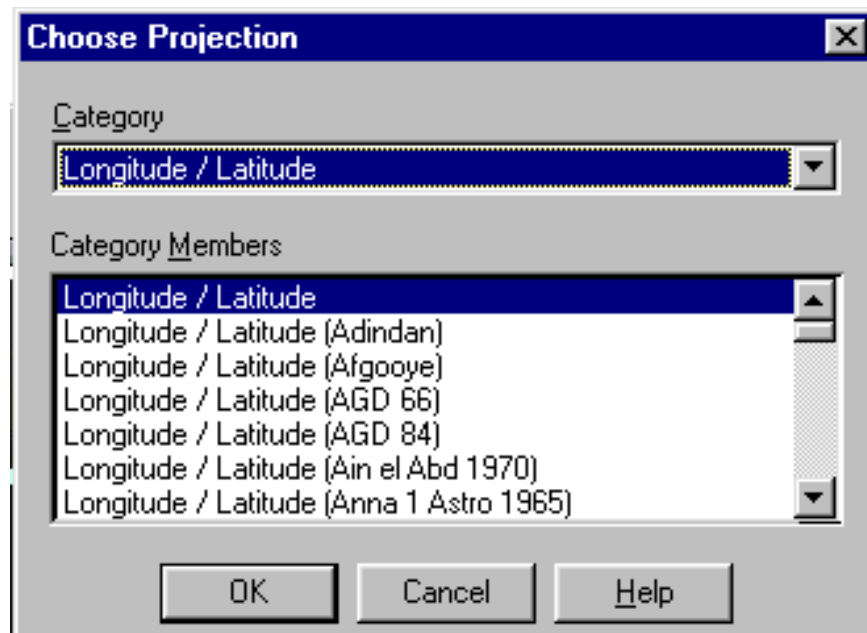 Choose Projection
Category
Longitude / Latitude
Category Members
Longitude / Latitude
Longitude / Latitude (Adindan)
Longitude / Latitude (Afgooye)
Longitude / Latitude (AGD 66)
Longitude / Latitude (AGD 84)
Longitude / Latitude (Ain el Abd 1970)
Longitude / Latitude (Anna 1 Astro 1965)
OK Cancel Help